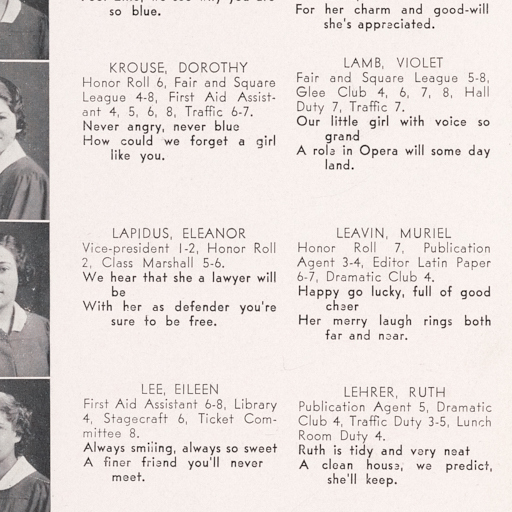 so blue.
KROUSE, DOROTHY
Honor Roll 6, Fair and Square
League 4-8, First Aid Assist-
ant 4, 5, 6, 8, Traffic 6-7.
Never angry, never blue
How could we forget a girl
like you.
LAPIDUS, ELEANOR
Vice-president 1-2, Honor Roll
2, Class Marshall 5-6.
We hear that she a lawyer will
be
With her as defender you're
sure to be free.
LEE, EILEEN
First Aid Assistant 6-8, Library
4, Stagecraft 6, Ticket Com-
mittee 8.
Always smiling, always so sweet
A finer friend you'll never
meet.
For her charm and good-will
she's appreciated.
LAMB, VIOLET
Fair and Square League 5-8,
Glee Club 4, 6, 7, 8, Hall
Duty 7, Traffic 7.
Our little girl with voice so
grand
A role in Opera will some day
land.
LEAVIN, MURIEL
Honor Roll 7, Publication
Agent 3-4, Editor Latin Paper
6-7, Dramatic Club 4.
Happy go lucky, full of good
cheer
Her merry laugh rings both
far and near.
LEHRER, RUTH
Publication Agent 5, Dramatic
Club 4, Traffic Duty 3-5, Lunch
Room Duty 4.
Ruth is tidy and very neat
A clean house, we predict,
she'll keep.